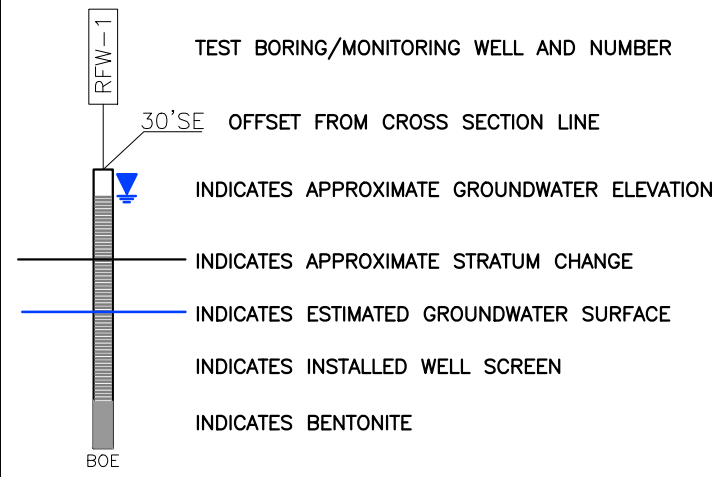 RFW-1
TEST BORING/MONITORING WELL AND NUMBER
30'SE OFFSET FROM CROSS SECTION LINE
INDICATES APPROXIMATE GROUNDWATER ELEVATION
INDICATES APPROXIMATE STRATUM CHANGE
INDICATES ESTIMATED GROUNDWATER SURFACE
INDICATES INSTALLED WELL SCREEN
INDICATES BENTONITE
BOE